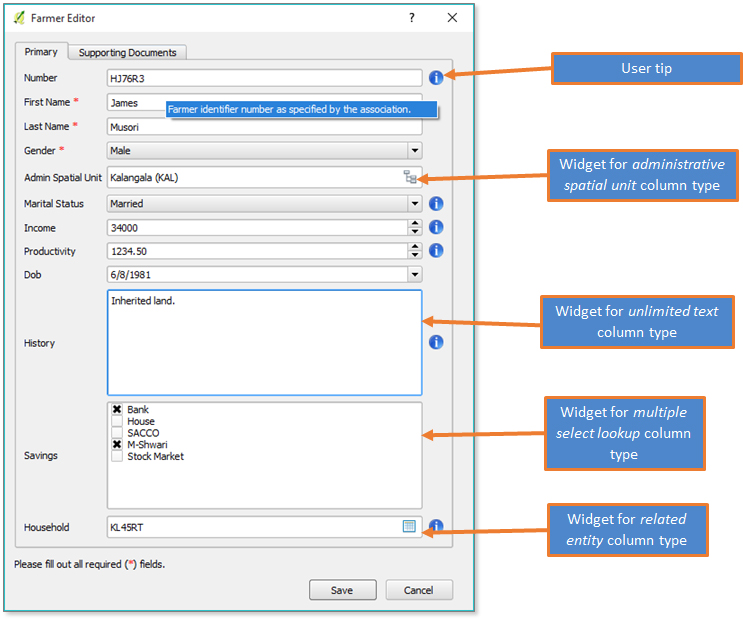 Farmer Editor
?
Primary
Supporting Documents
Number
HJ76R3
User tip
First Name *
James
Farmer identifier number as specified by the association.
Last Name *
Musori
Gender *
Male
Admin Spatial Unit
Kalangala (KAL)
Widget for administrative
spatial unit column type
Marital Status
Married
Income
34000
Productivity
1234.50
Dob
6/8/1981
History
Inherited land.
Widget for unlimited text
column type
Savings
Bank
House
SACCO
M-Shwari
Stock Market
Widget for multiple
select lookup column
type
Household
KL45RT
Widget for related
entity column type
Please fill out all required (*) fields.
Save
Cancel